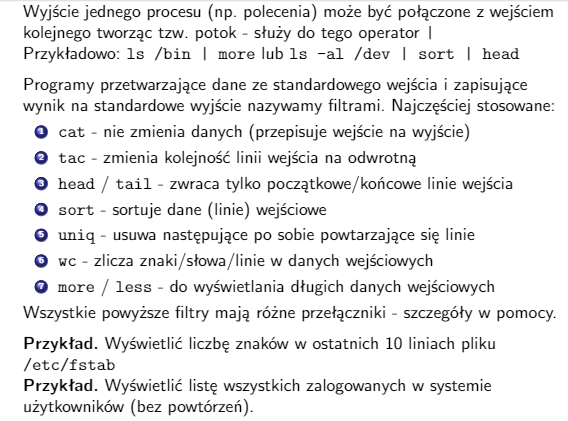 Wyjście jednego procesu (np. polecenia) może być połączone z wejściem
kolejnego tworząc tzw. potok - służy do tego operator |
Przykładowo: ls /bin | more lub ls -al /dev | sort | head
Programy przetwarzające dane ze standardowego wejścia i zapisujące
wynik na standardowe wyjście nazywamy filtrami. Najczęściej stosowane:
1 cat - nie zmienia danych (przepisuje wejście na wyjście)
2 tac - zmienia kolejność linii wejścia na odwrotną
3 head / tail - zwraca tylko początkowe/końcowe linie wejścia
4 sort - sortuje dane (linie) wejściowe
5 uniq - usuwa następujące po sobie powtarzające się linie
6 wc - zlicza znaki/słowa/linie w danych wejściowych
7 more / less - do wyświetlania długich danych wejściowych
Wszystkie powyższe filtry mają różne przełączniki - szczegóły w pomocy.
Przykład. Wyświetlić liczbę znaków w ostatnich 10 liniach pliku
/etc/fstab
Przykład. Wyświetlić listę wszystkich zalogowanych w systemie
użytkowników (bez powtórzeń).